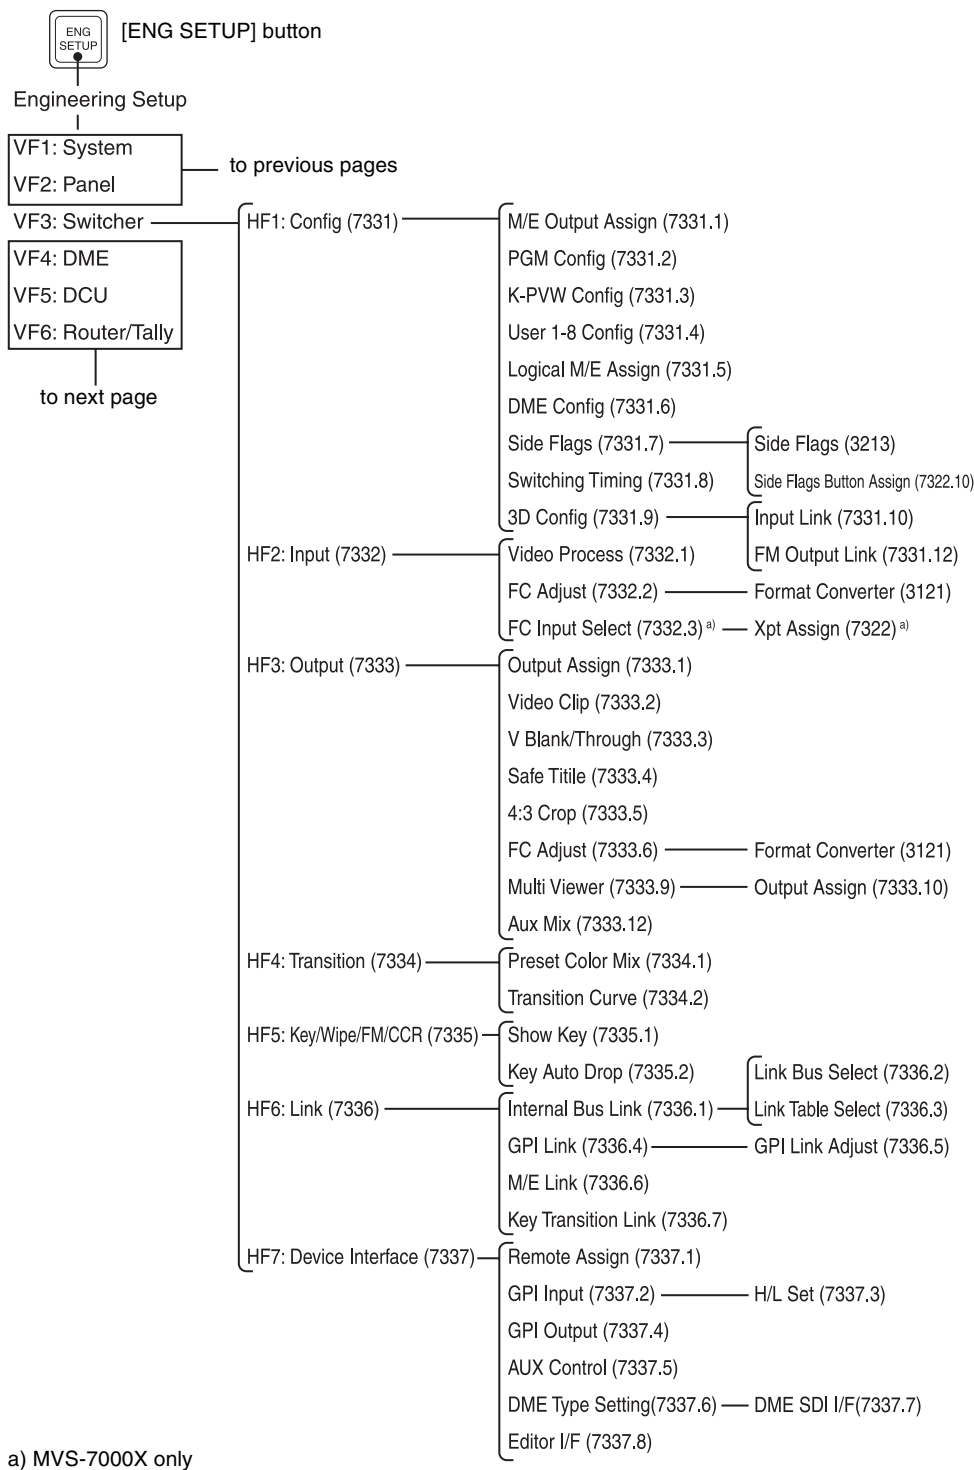 ENG
SETUP
[ENG SETUP] button
Engineering Setup
VF1: System
VF2: Panel
to previous pages
VF3: Switcher
VF4: DME
VF5: DCU
VF6: Router/Tally
to next page
HF1: Config (7331)
M/E Output Assign (7331.1)
PGM Config (7331.2)
K-PVW Config (7331.3)
User 1-8 Config (7331.4)
Logical M/E Assign (7331.5)
DME Config (7331.6)
Side Flags (7331.7)
Side Flags (3213)
Side Flags Button Assign (7322.10)
Switching Timing (7331.8)
3D Config (7331.9)
Input Link (7331.10)
FM Output Link (7331.12)
HF2: Input (7332)
Video Process (7332.1)
FC Adjust (7332.2)
Format Converter (3121)
FC Input Select (7332.3) a)
Xpt Assign (7322) a)
HF3: Output (7333)
Output Assign (7333.1)
Video Clip (7333.2)
V Blank/Through (7333.3)
Safe Titile (7333.4)
4:3 Crop (7333.5)
FC Adjust (7333.6)
Format Converter (3121)
Multi Viewer (7333.9)
Output Assign (7333.10)
Aux Mix (7333.12)
HF4: Transition (7334)
Preset Color Mix (7334.1)
Transition Curve (7334.2)
HF5: Key/Wipe/FM/CCR (7335)
Show Key (7335.1)
Key Auto Drop (7335.2)
HF6: Link (7336)
Internal Bus Link (7336.1)
Link Bus Select (7336.2)
Link Table Select (7336.3)
GPI Link (7336.4)
GPI Link Adjust (7336.5)
M/E Link (7336.6)
Key Transition Link (7336.7)
HF7: Device Interface (7337)
Remote Assign (7337.1)
GPI Input (7337.2)
H/L Set (7337.3)
GPI Output (7337.4)
AUX Control (7337.5)
DME Type Setting(7337.6)
DME SDI I/F(7337.7)
Editor I/F (7337.8)
a) MVS-7000X only